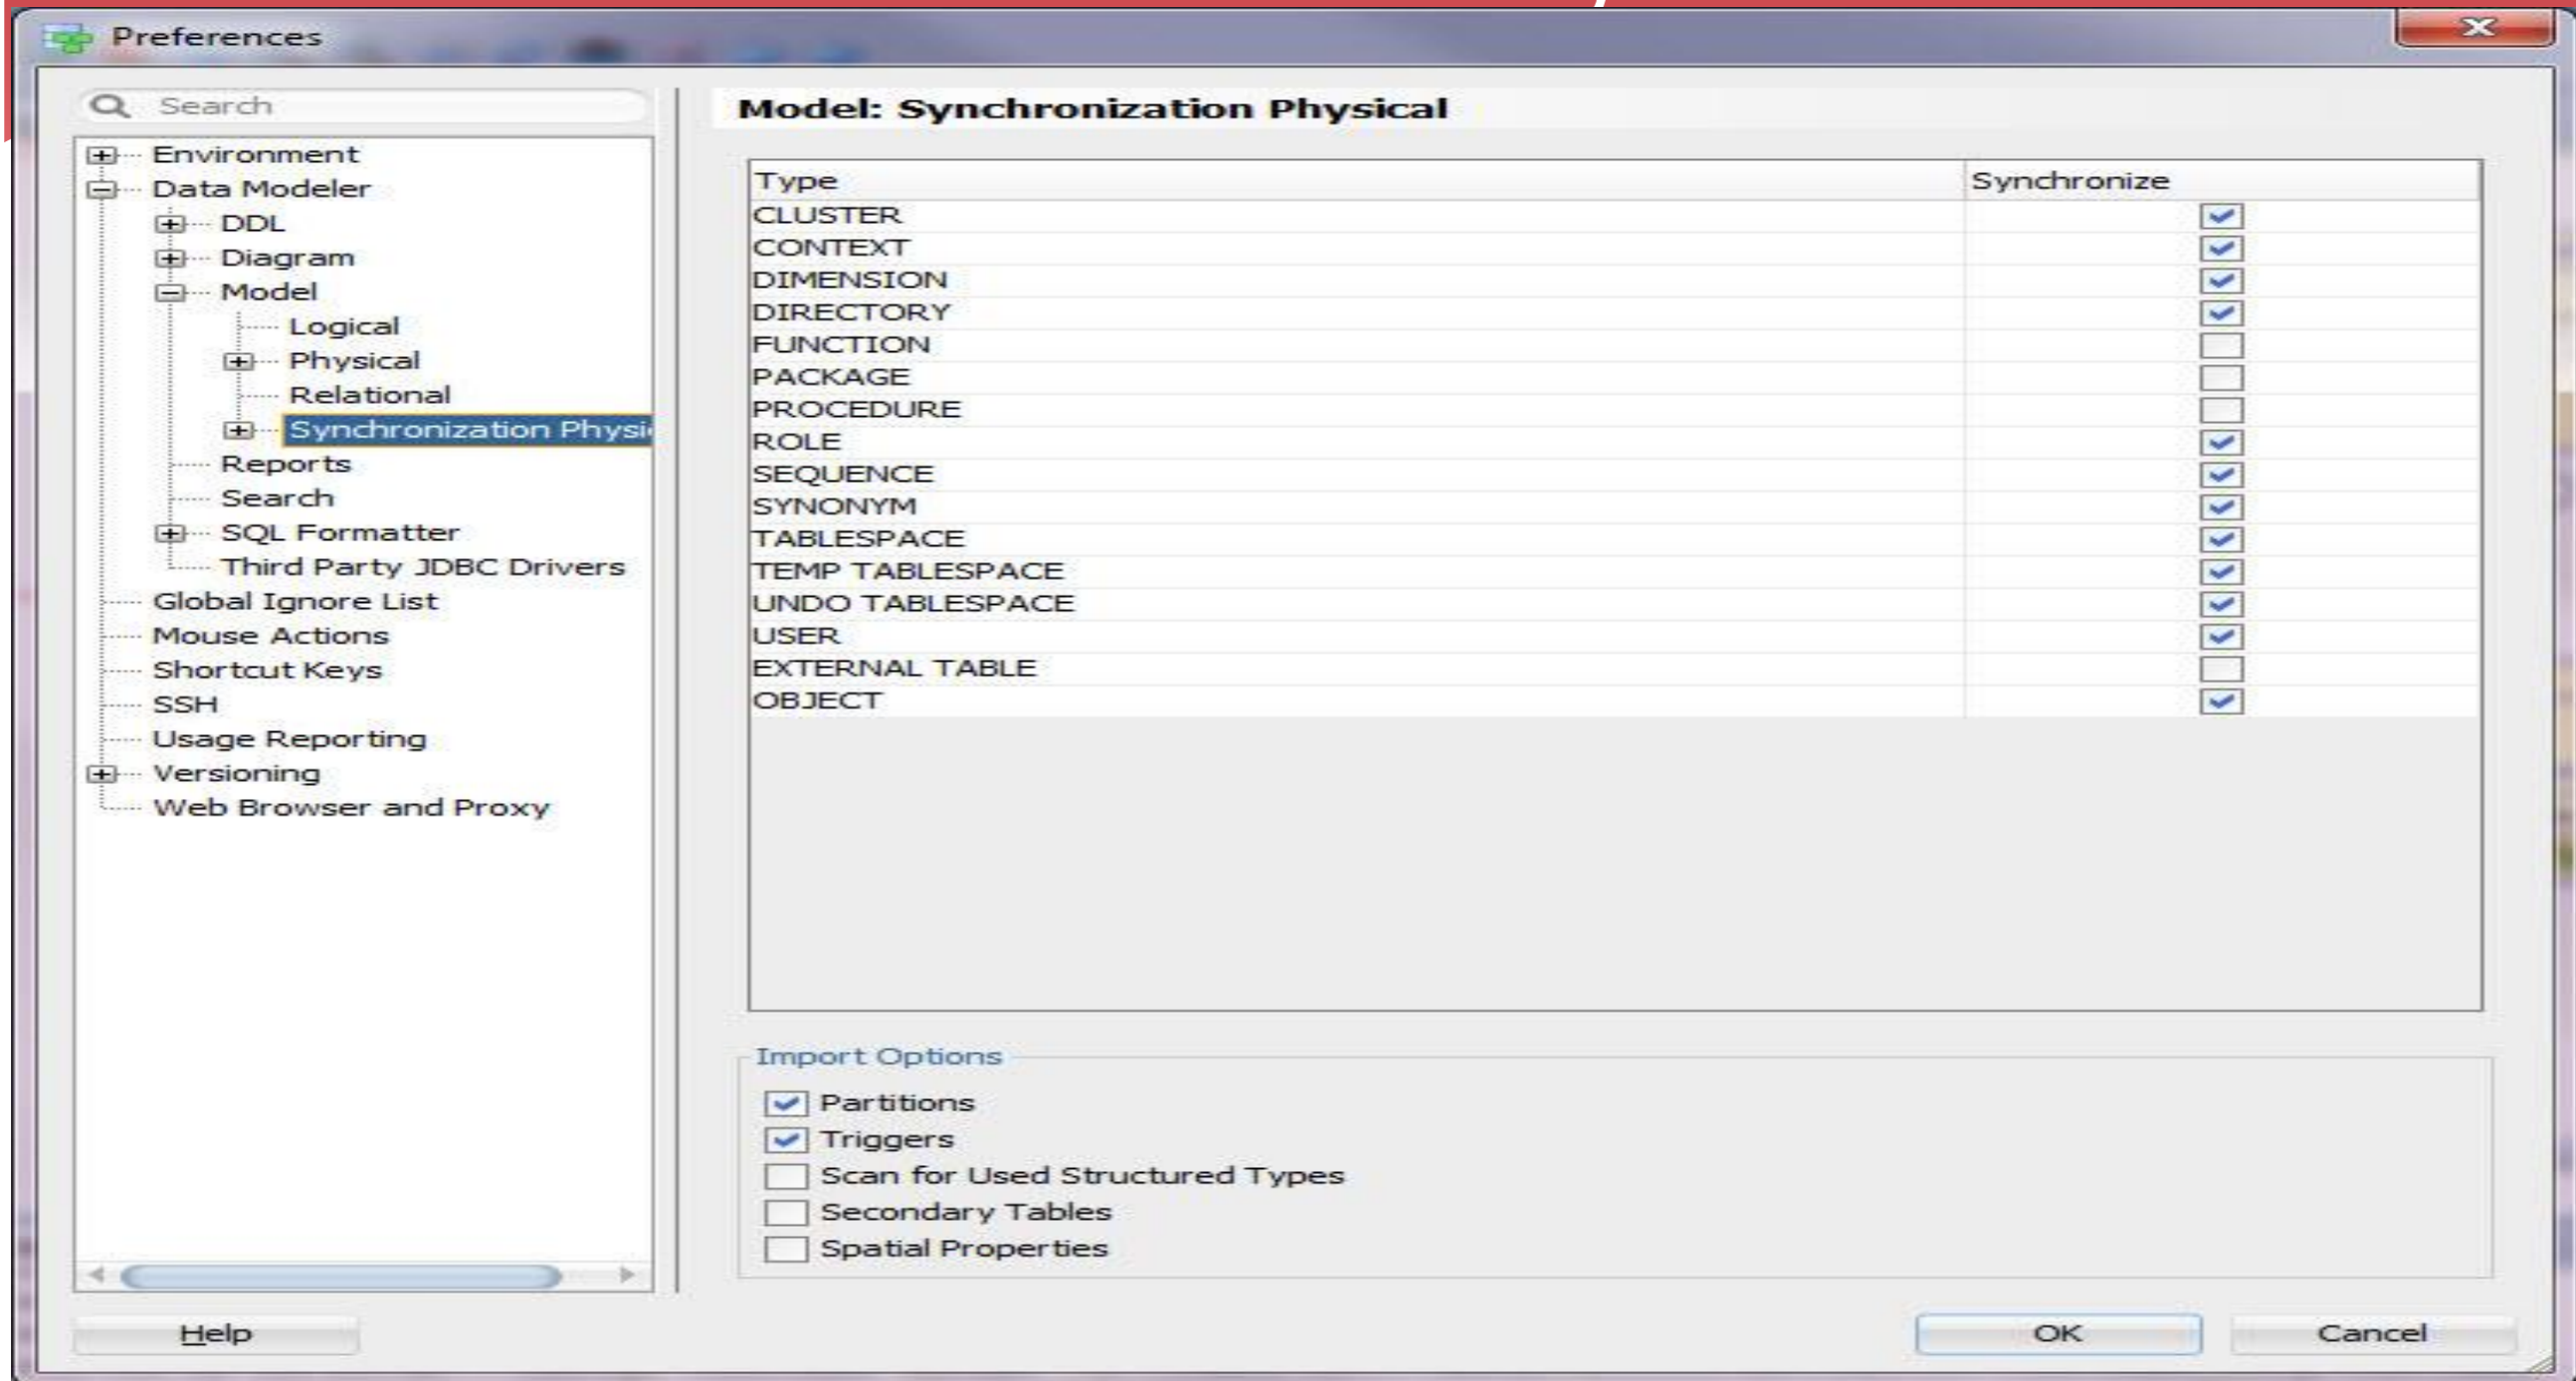 Preferences
Search
Environment
Data Modeler
DDL
Diagram
Model
Logical
Physical
Relational
Synchronization Physi
Reports
Search
SQL Formatter
Third Party JDBC Drivers
Global Ignore List
Mouse Actions
Shortcut Keys
SSH
Usage Reporting
Versioning
Web Browser and Proxy
Help
Model: Synchronization Physical
Type Synchronize
CLUSTER
CONTEXT
DIMENSION
DIRECTORY
FUNCTION
PACKAGE
PROCEDURE
ROLE
SEQUENCE
SYNONYM
TABLESPACE
TEMP TABLESPACE
UNDO TABLESPACE
USER
EXTERNAL TABLE
OBJECT
Import Options
Partitions
Triggers
Scan for Used Structured Types
Secondary Tables
Spatial Properties
OK Cancel